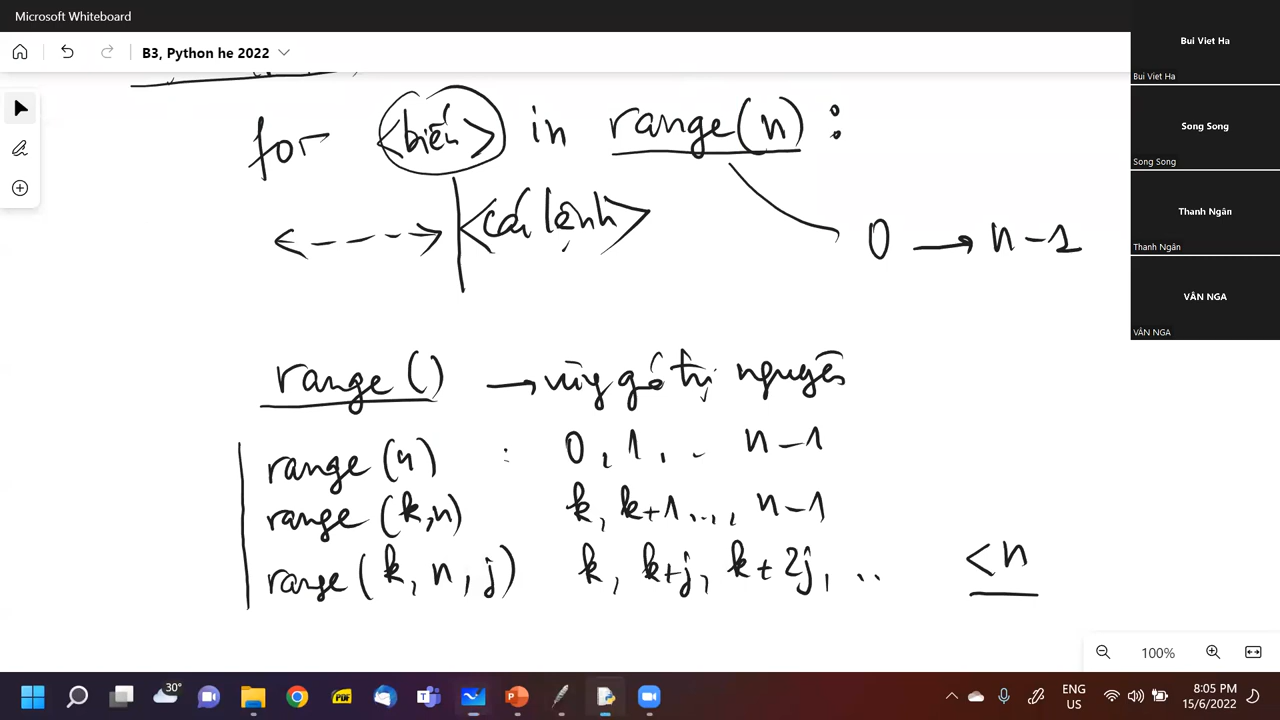 Microsoft Whiteboard
B3, Python he 2022
Bui Viet Ha
Bui Viet Ha
Song Song
Song Song
Thanh Ngân
Thanh Ngân
VÂN NGA
VÂN NGA
for <biến> in range(n) :
<các lệnh>
0 → n-1
range() → vùng giá trị nguyên
range(n) : 0, 1, .. n-1
range(k,n) k, k+1..., n-1
range(k, n, j) k, k+j, k+2j, .. <n
100%
30°
PDF
ENG
US
8:05 PM
15/6/2022